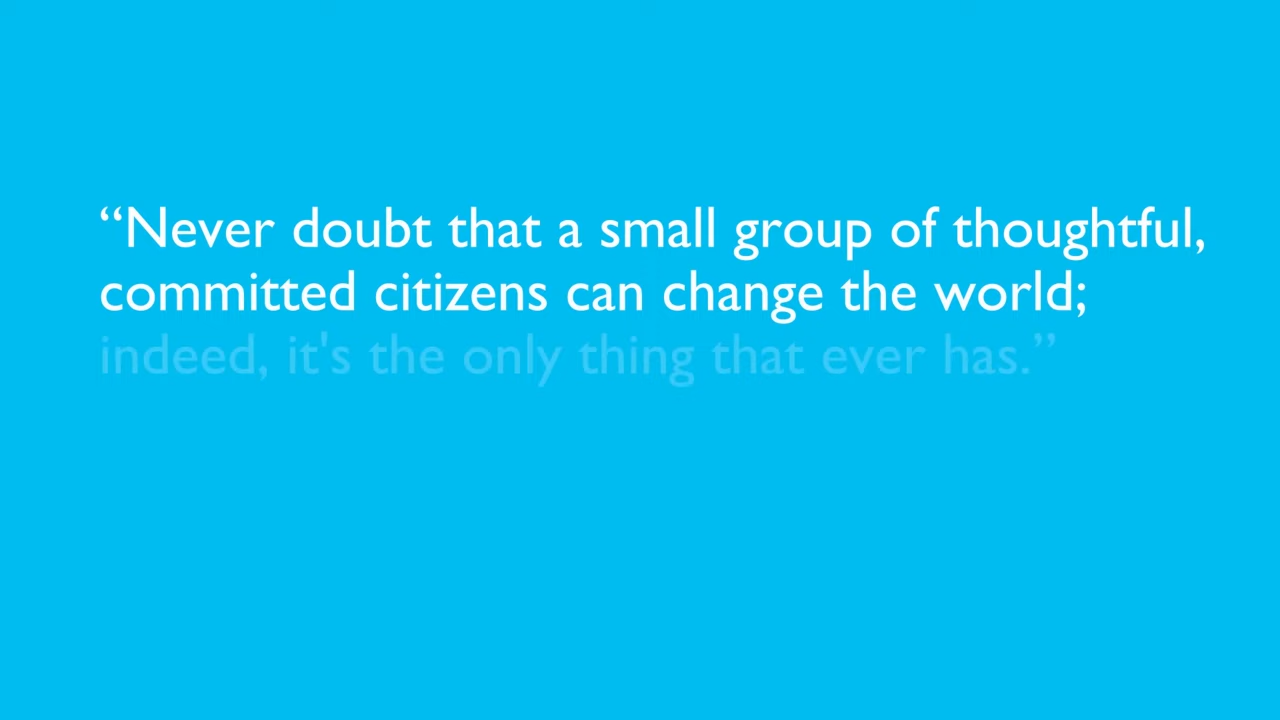 “Never doubt that a small group of thoughtful,
committed citizens can change the world;
indeed, it's the only thing that ever has.”